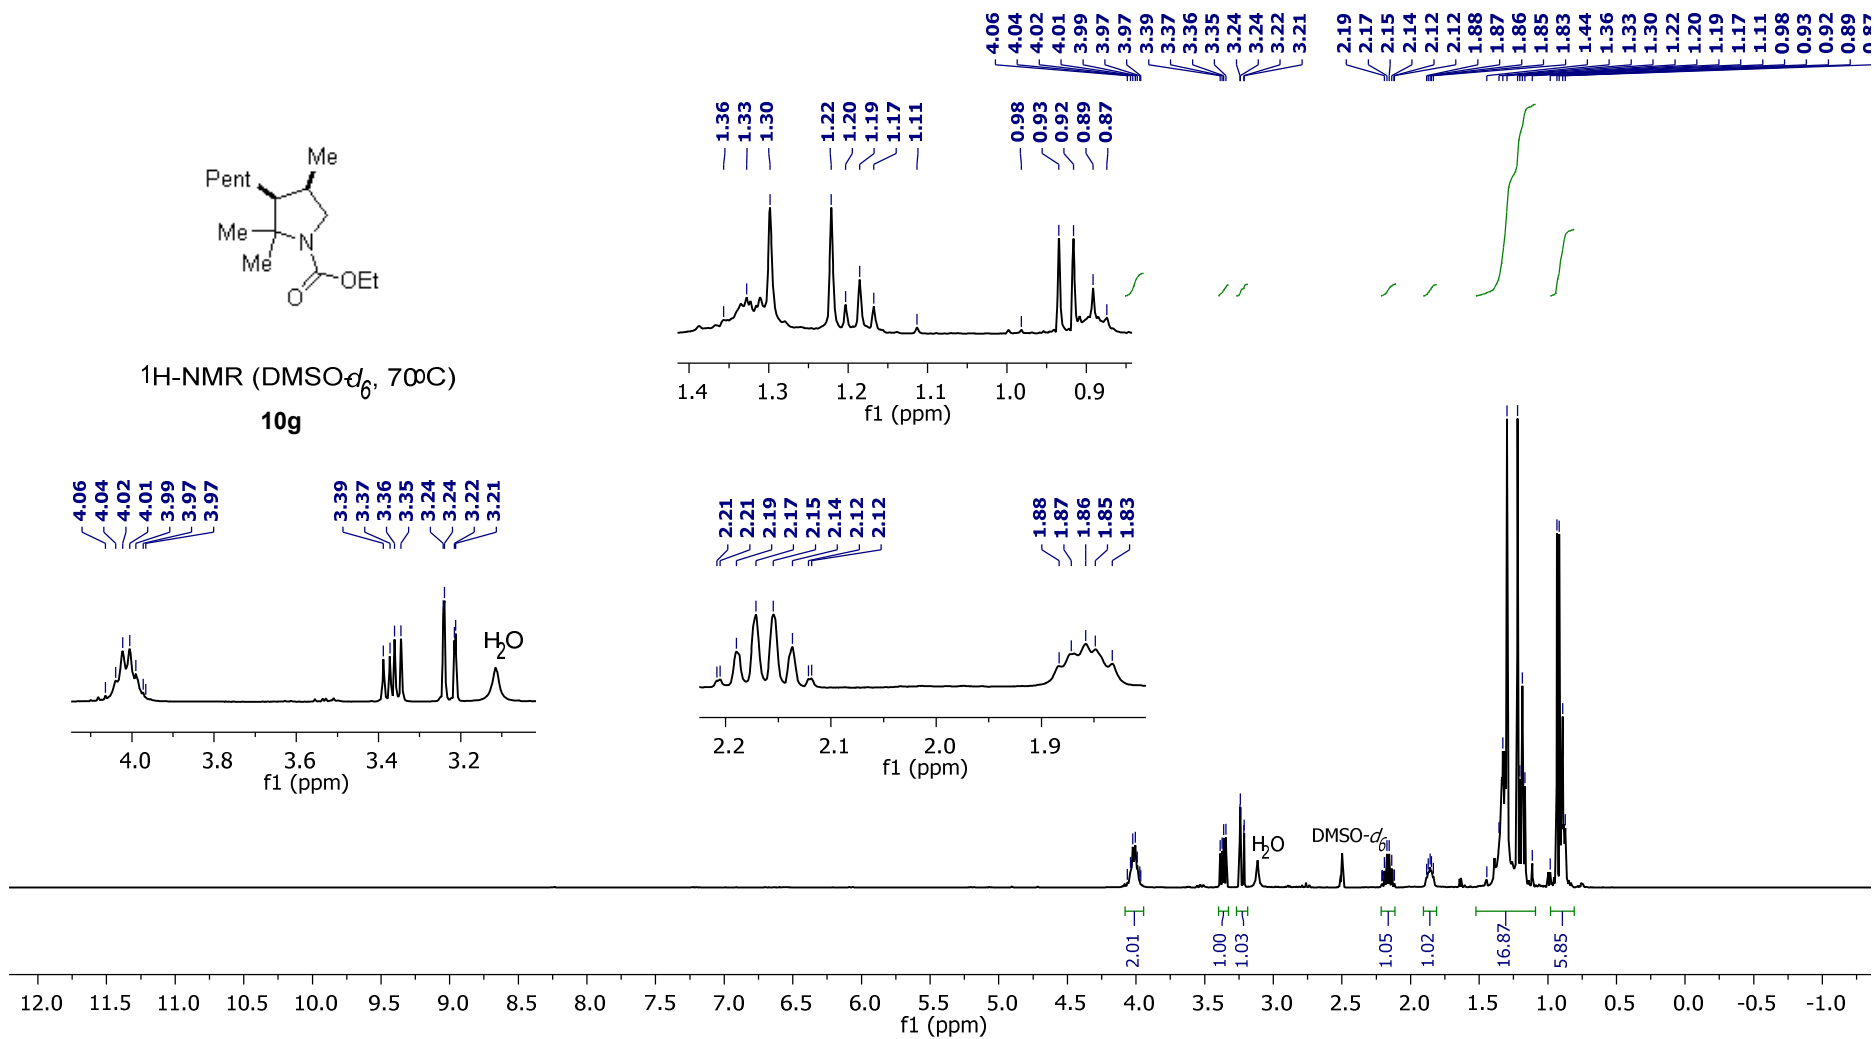 4.06 4.04 4.02 4.01 3.99 3.97 3.97 3.39 3.37 3.36 3.35 3.24 3.24 3.22 3.21 2.19 2.17 2.15 2.14 2.12 2.12 1.88 1.87 1.86 1.85 1.83 1.44 1.36 1.33 1.30 1.22 1.20 1.19 1.17 1.11 0.98 0.93 0.92 0.89 0.87
1.36 1.33 1.30 1.22 1.20 1.19 1.17 1.11 0.98 0.93 0.92 0.89 0.87
Me
Pent
Me
N
Me
O
OEt
1.4 1.3 1.2 1.1 1.0 0.9
f1 (ppm)
1H-NMR (DMSO-d6, 70ºC)
10g
4.06 4.04 4.02 4.01 3.99 3.97 3.97 3.39 3.37 3.36 3.35 3.24 3.24 3.22 3.21
H2O
4.0 3.8 3.6 3.4 3.2
f1 (ppm)
2.21 2.21 2.19 2.17 2.15 2.14 2.12 2.12 1.88 1.87 1.86 1.85 1.83
2.2 2.1 2.0 1.9
f1 (ppm)
H2O
DMSO-d6
2.01 1.00 1.03 1.05 1.02 16.87 5.85
12.0 11.5 11.0 10.5 10.0 9.5 9.0 8.5 8.0 7.5 7.0 6.5 6.0 5.5 5.0 4.5 4.0 3.5 3.0 2.5 2.0 1.5 1.0 0.5 0.0 -0.5 -1.0
f1 (ppm)